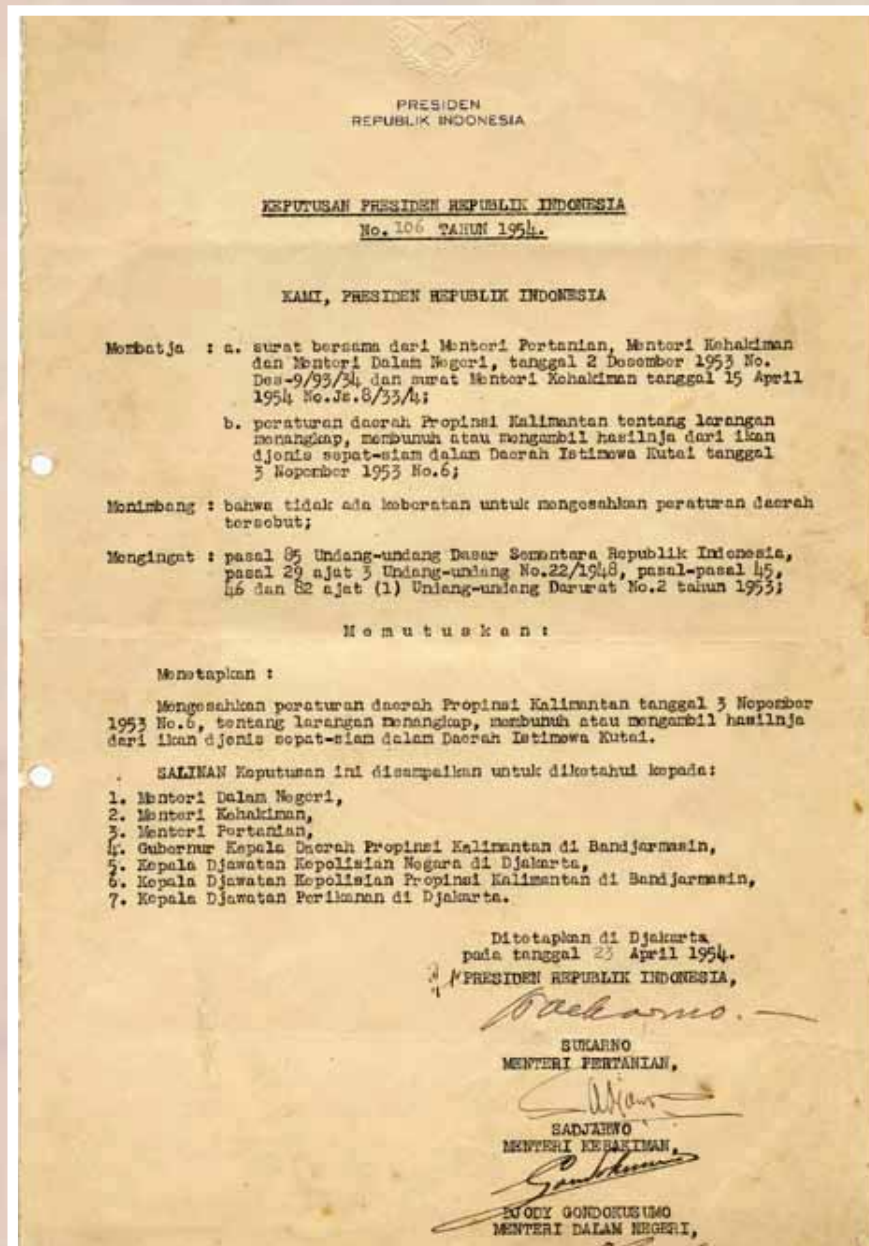 PRESIDEN
REPUBLIK INDONESIA
KEPUTUSAN PRESIDEN REPUBLIK INDONESIA
No. 106 TAHUN 1954.
KAMI, PRESIDEN REPUBLIK INDONESIA
Membatja : a. surat bersama dari Menteri Pertanian, Menteri Kehakiman
dan Menteri Dalam Negeri, tanggal 2 Desember 1953 No.
Des-9/93/34 dan surat Menteri Kehakiman tanggal 15 April
1954 No.Js.8/33/4;
b. peraturan daerah Propinsi Kalimantan tentang larangan
menangkap, membunuh atau mengambil hasilnja dari ikan
djenis sepat-siam dalam Daerah Istimewa Kutai tanggal
3 Nopember 1953 No.6;
Menimbang : bahwa tidak ada keberatan untuk mengesahkan peraturan daerah
tersebut;
Mengingat : pasal 85 Undang-undang Dasar Sementara Republik Indonesia,
pasal 29 ajat 3 Undang-undang No.22/1948, pasal-pasal 45,
46 dan 82 ajat (1) Undang-undang Darurat No.2 tahun 1953;
M e m u t u s k a n :
Menetapkan :
Mengesahkan peraturan daerah Propinsi Kalimantan tanggal 3 Nopember
1953 No.6, tentang larangan menangkap, membunuh atau mengambil hasilnja
dari ikan djenis sepat-siam dalam Daerah Istimewa Kutai.
SALINAN Keputusan ini disampaikan untuk diketahui kepada:
1. Menteri Dalam Negeri,
2. Menteri Kehakiman,
3. Menteri Pertanian,
4. Gubernur Kepala Daerah Propinsi Kalimantan di Bandjarmasin,
5. Kepala Djawatan Kepolisian Negara di Djakarta,
6. Kepala Djawatan Kepolisian Propinsi Kalimantan di Bandjarmasin,
7. Kepala Djawatan Perikanan di Djakarta.
Ditetapkan di Djakarta
pada tanggal 23 April 1954.
PRESIDEN REPUBLIK INDONESIA,
Soekarno.
SUKARNO
MENTERI PERTANIAN,
SADJARWO
MENTERI KEHAKIMAN,
DJODY GONDOKUSUMO
MENTERI DALAM NEGERI,